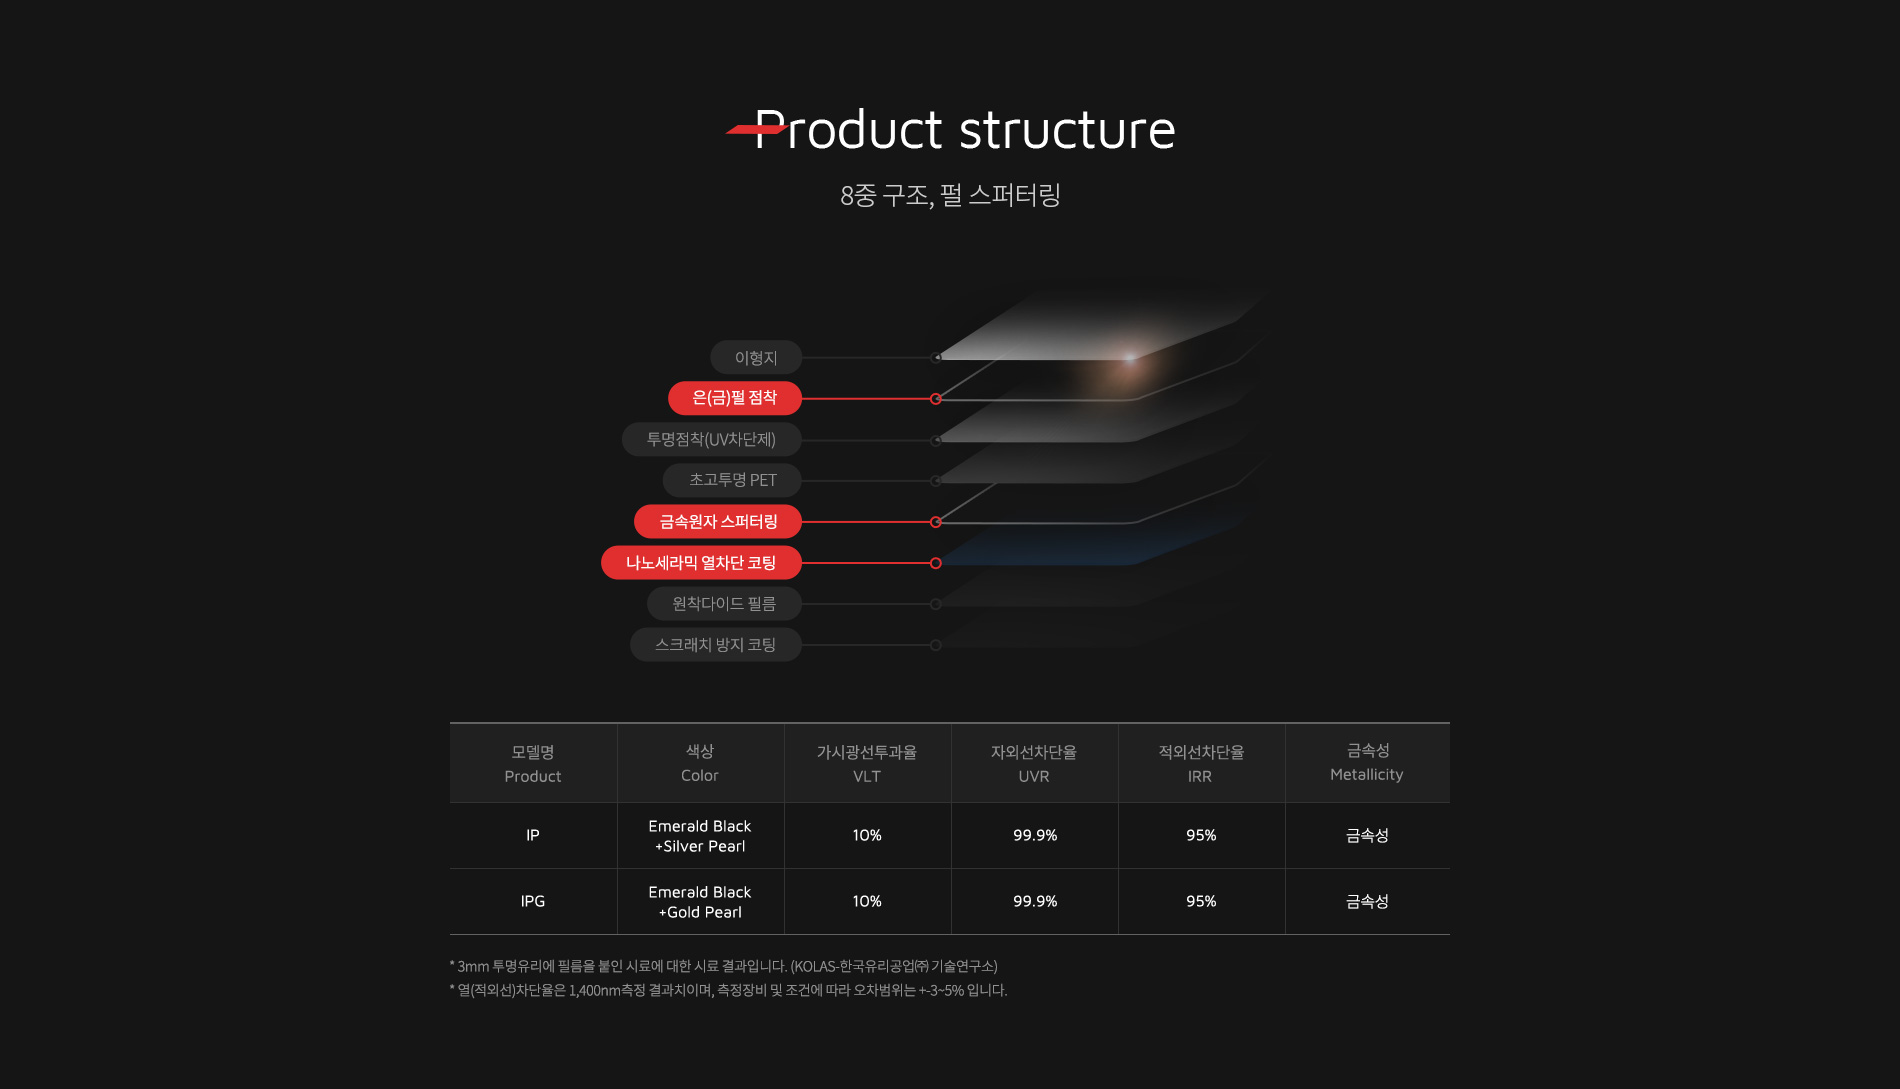 Product structure
8중 구조, 펄 스퍼터링
이형지
은(금)펄 점착
투명점착(UV차단제)
초고투명 PET
금속원자 스퍼터링
나노세라믹 열차단 코팅
원착다이드 필름
스크래치 방지 코팅
모델명 색상 가시광선투과율 자외선차단율 적외선차단율 금속성
Product Color VLT UVR IRR Metallicity
IP Emerald Black 10% 99.9% 95% 금속성
+Silver Pearl
IPG Emerald Black 10% 99.9% 95% 금속성
+Gold Pearl
* 3mm 투명유리에 필름을 붙인 시료에 대한 시료 결과입니다. (KOLAS-한국유리공업㈜ 기술연구소)
* 열(적외선)차단율은 1,400nm측정 결과치이며, 측정장비 및 조건에 따라 오차범위는 +-3~5% 입니다.